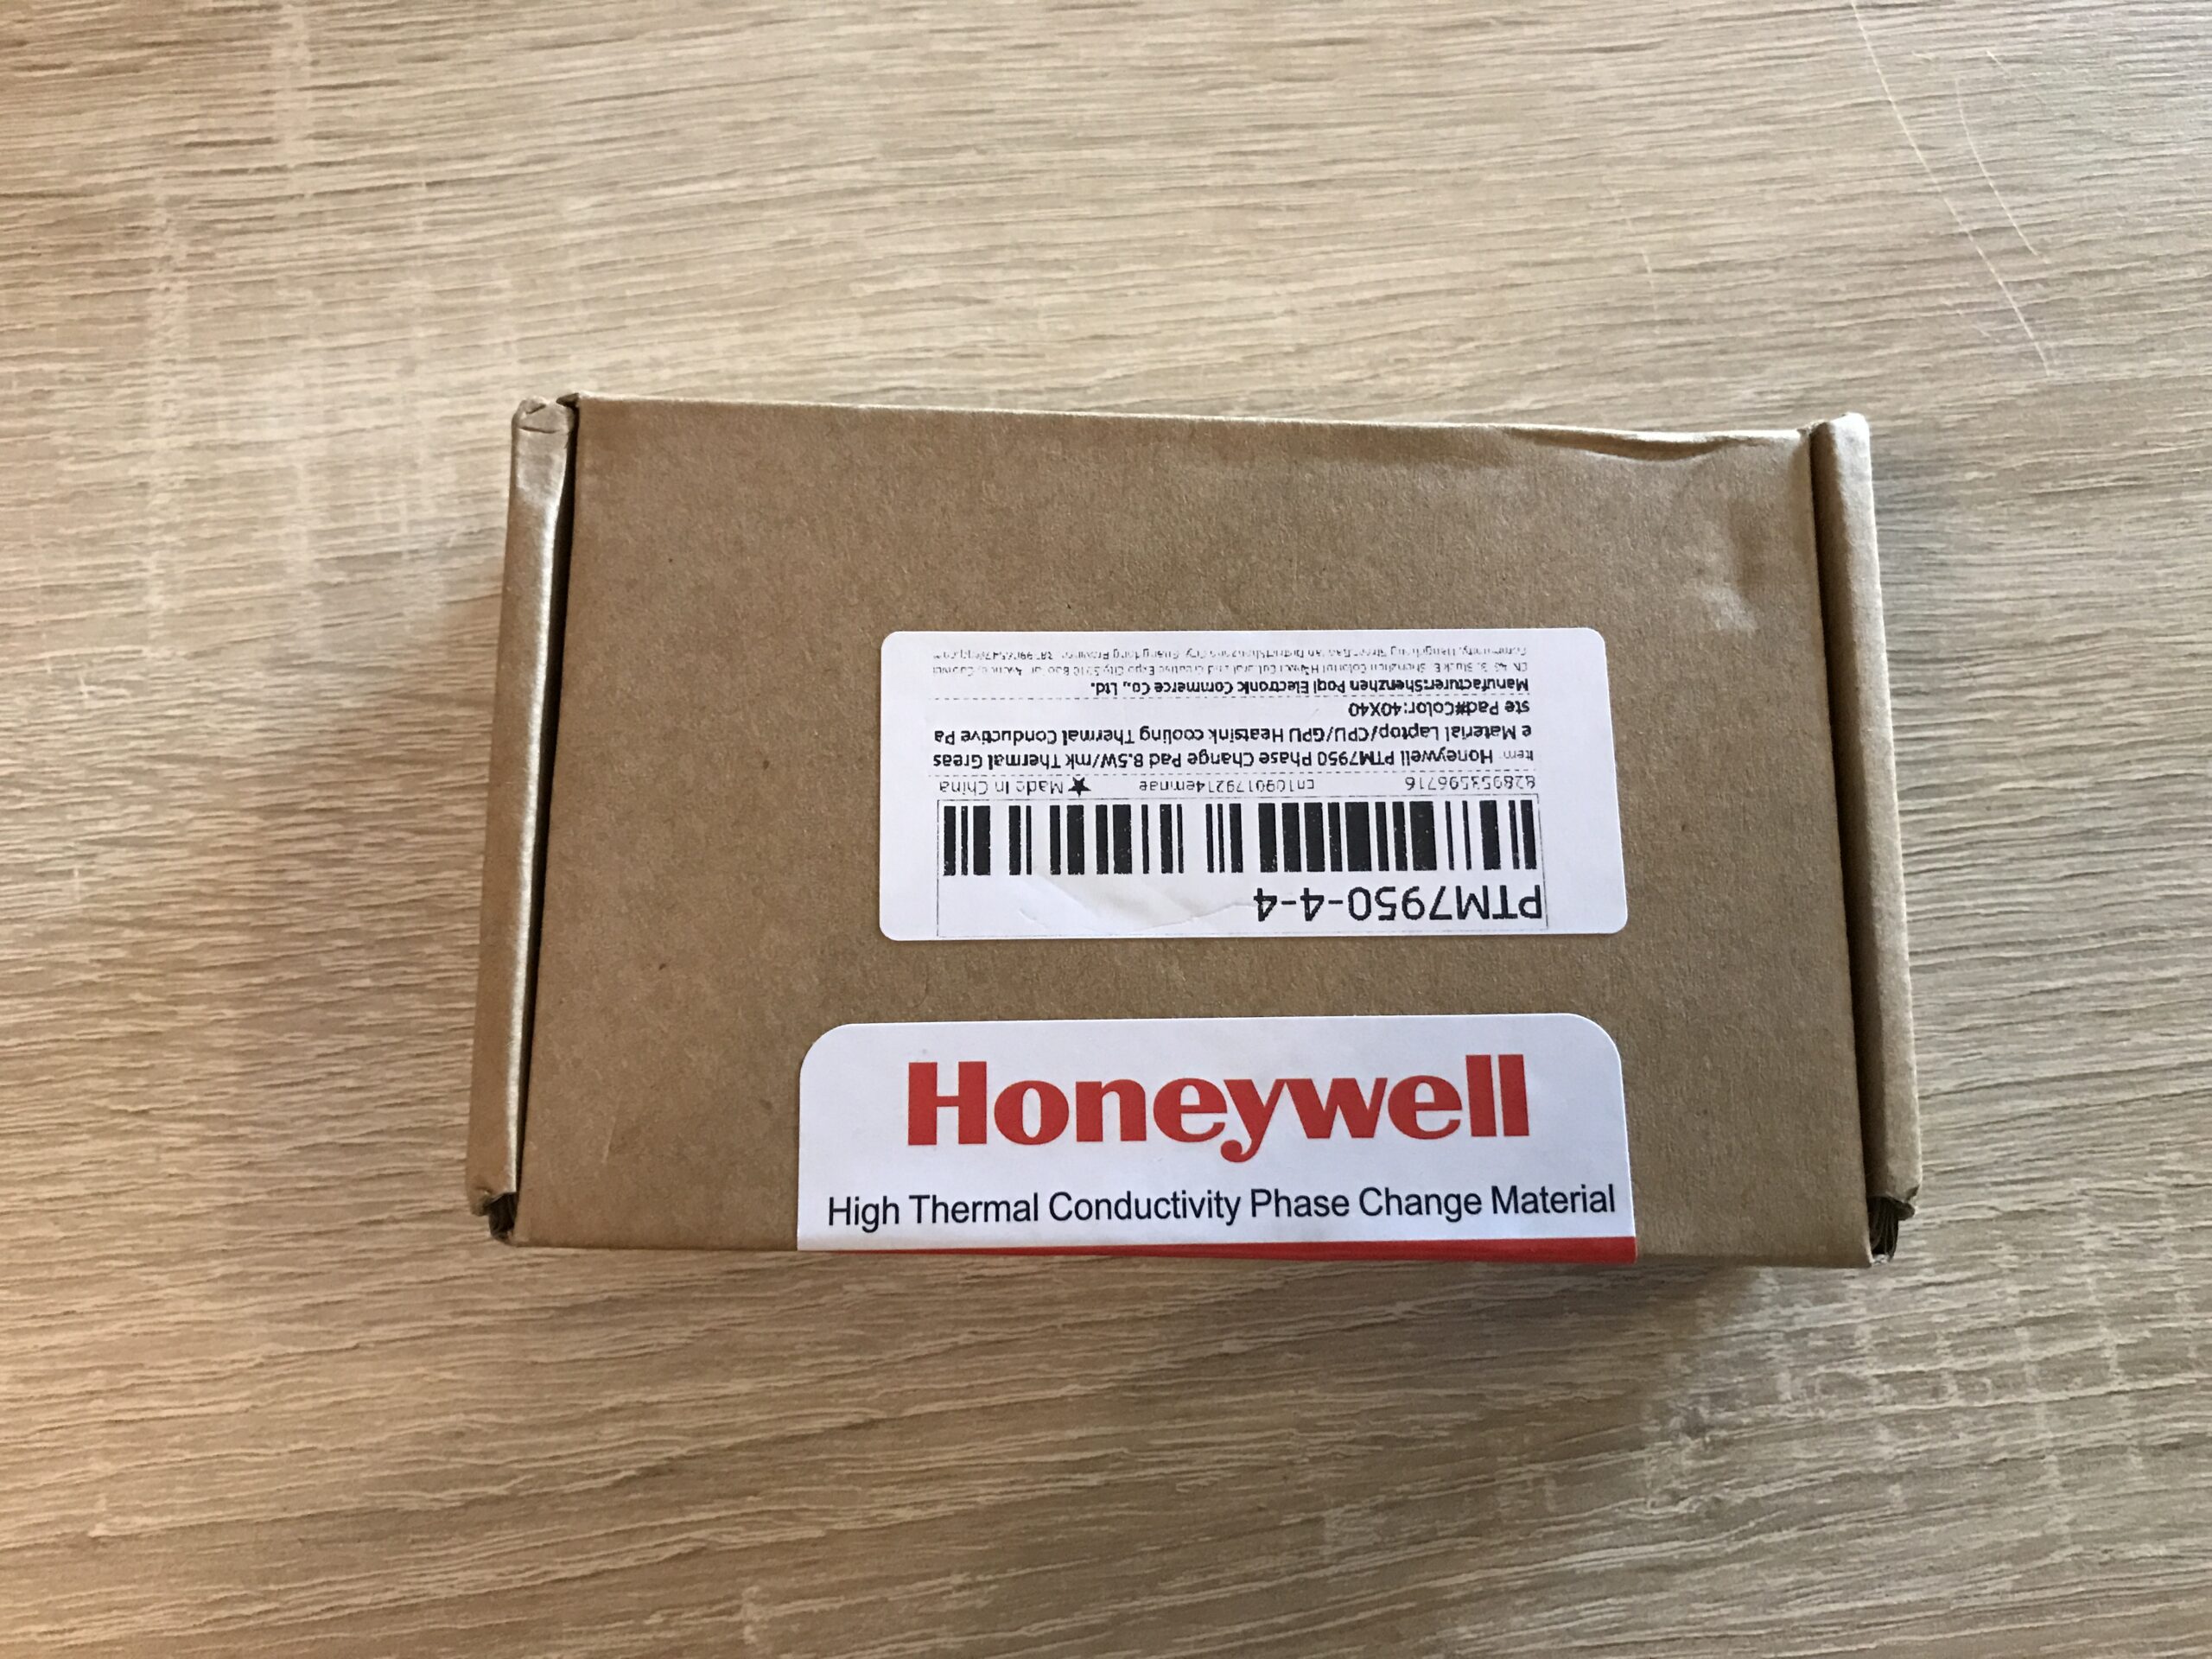 PTM7950-4-4
828953596716 cn1090179214eminae ★Made In China
Item: Honeywell PTM7950 Phase Change Pad 8.5W/mk Thermal Greas
e Material Laptop/CPU/GPU Heatsink cooling Thermal Conductive Pa
ste Pad#Color:40X40
Manufacturer:Shenzhen Poqi Electronic Commerce Co., Ltd.
Honeywell
High Thermal Conductivity Phase Change Material